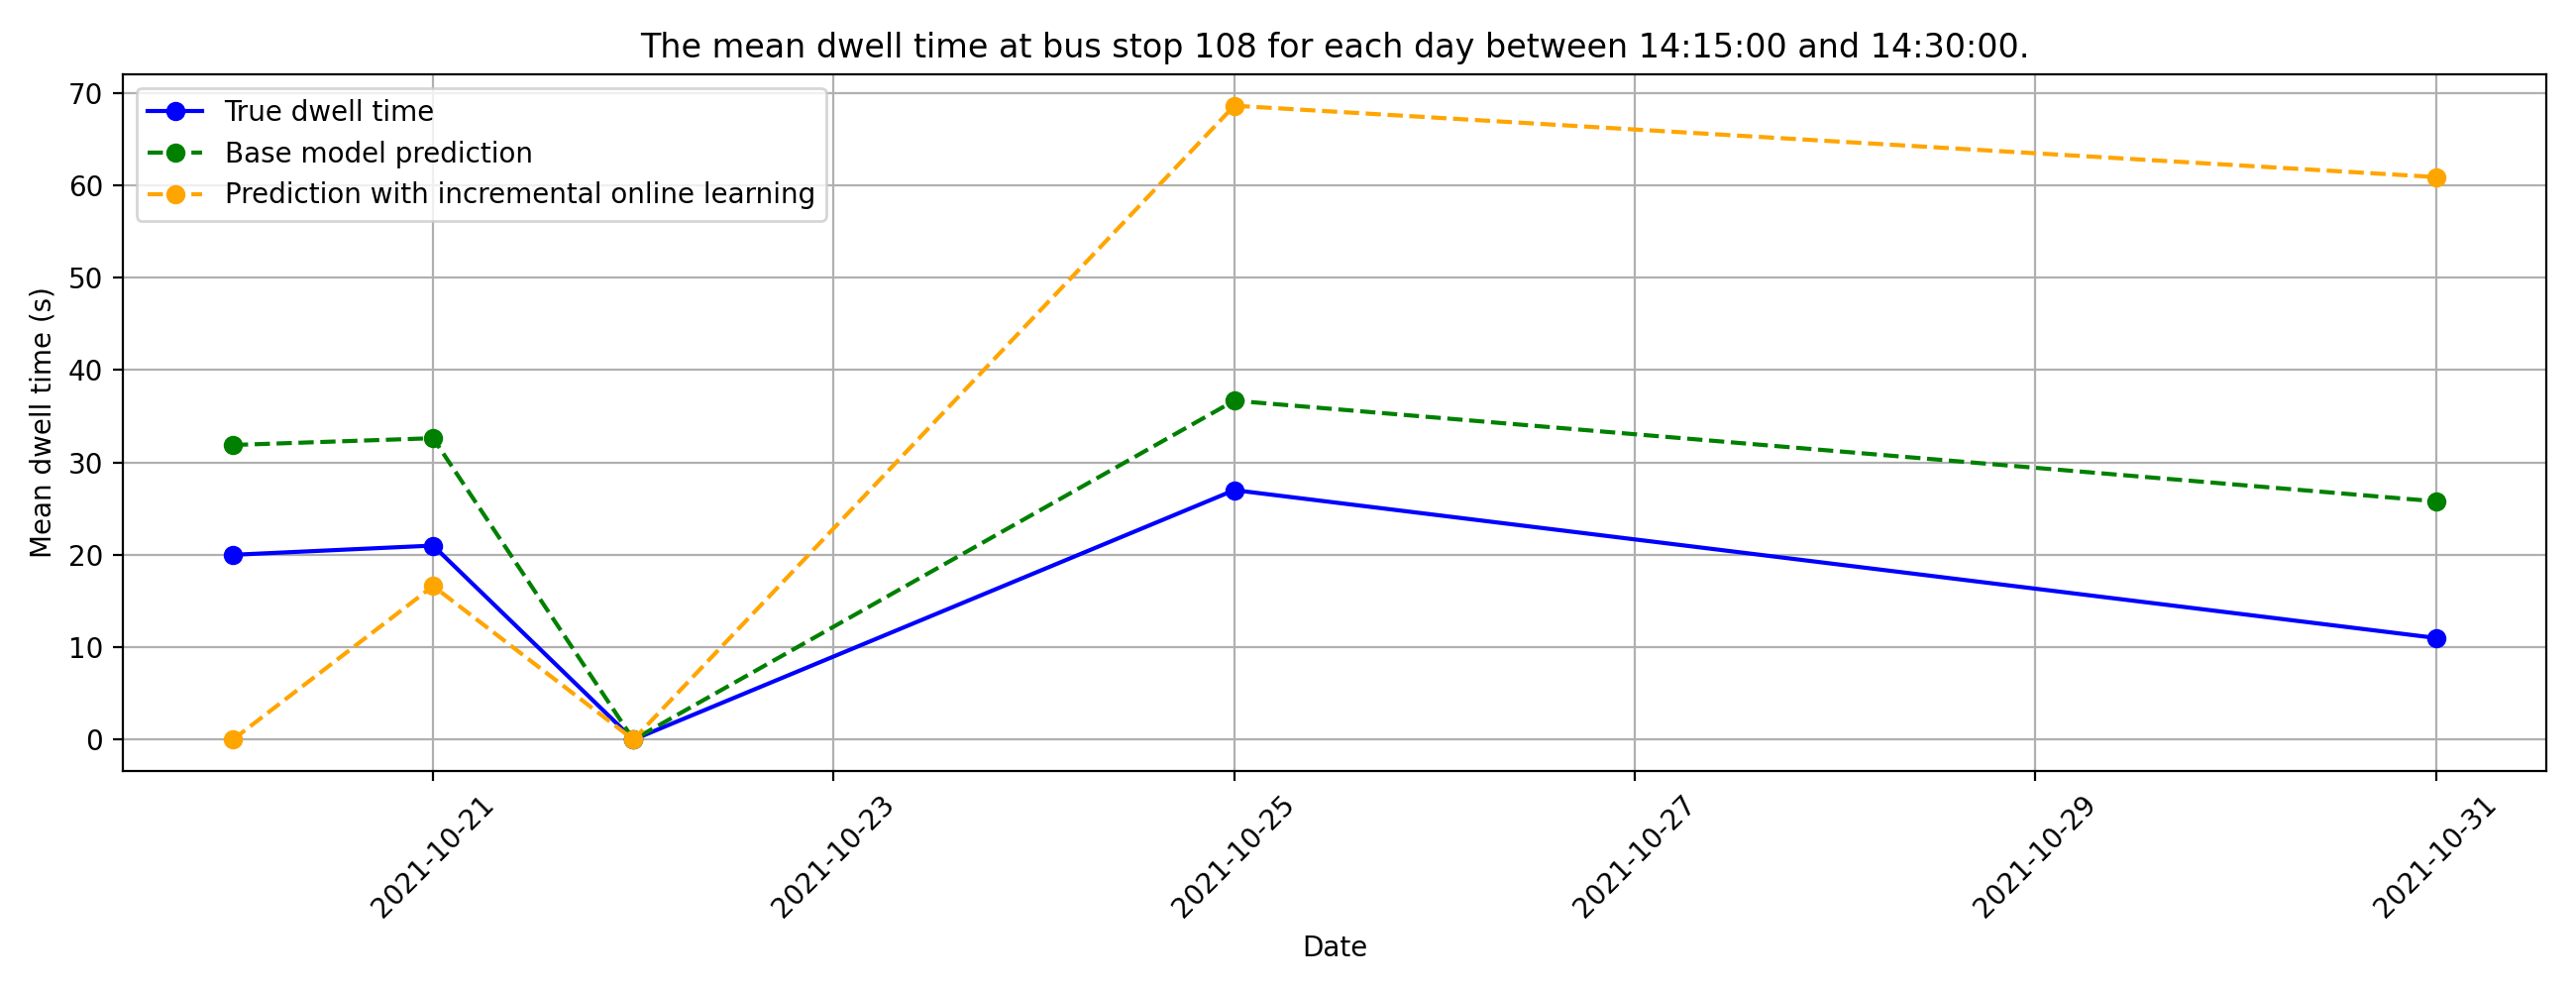 The mean dwell time at bus stop 108 for each day between 14:15:00 and 14:30:00.
True dwell time
Base model prediction
Prediction with incremental online learning
Mean dwell time (s)
70
60
50
40
30
20
10
0
2021-10-21
2021-10-23
2021-10-25
2021-10-27
2021-10-29
2021-10-31
Date